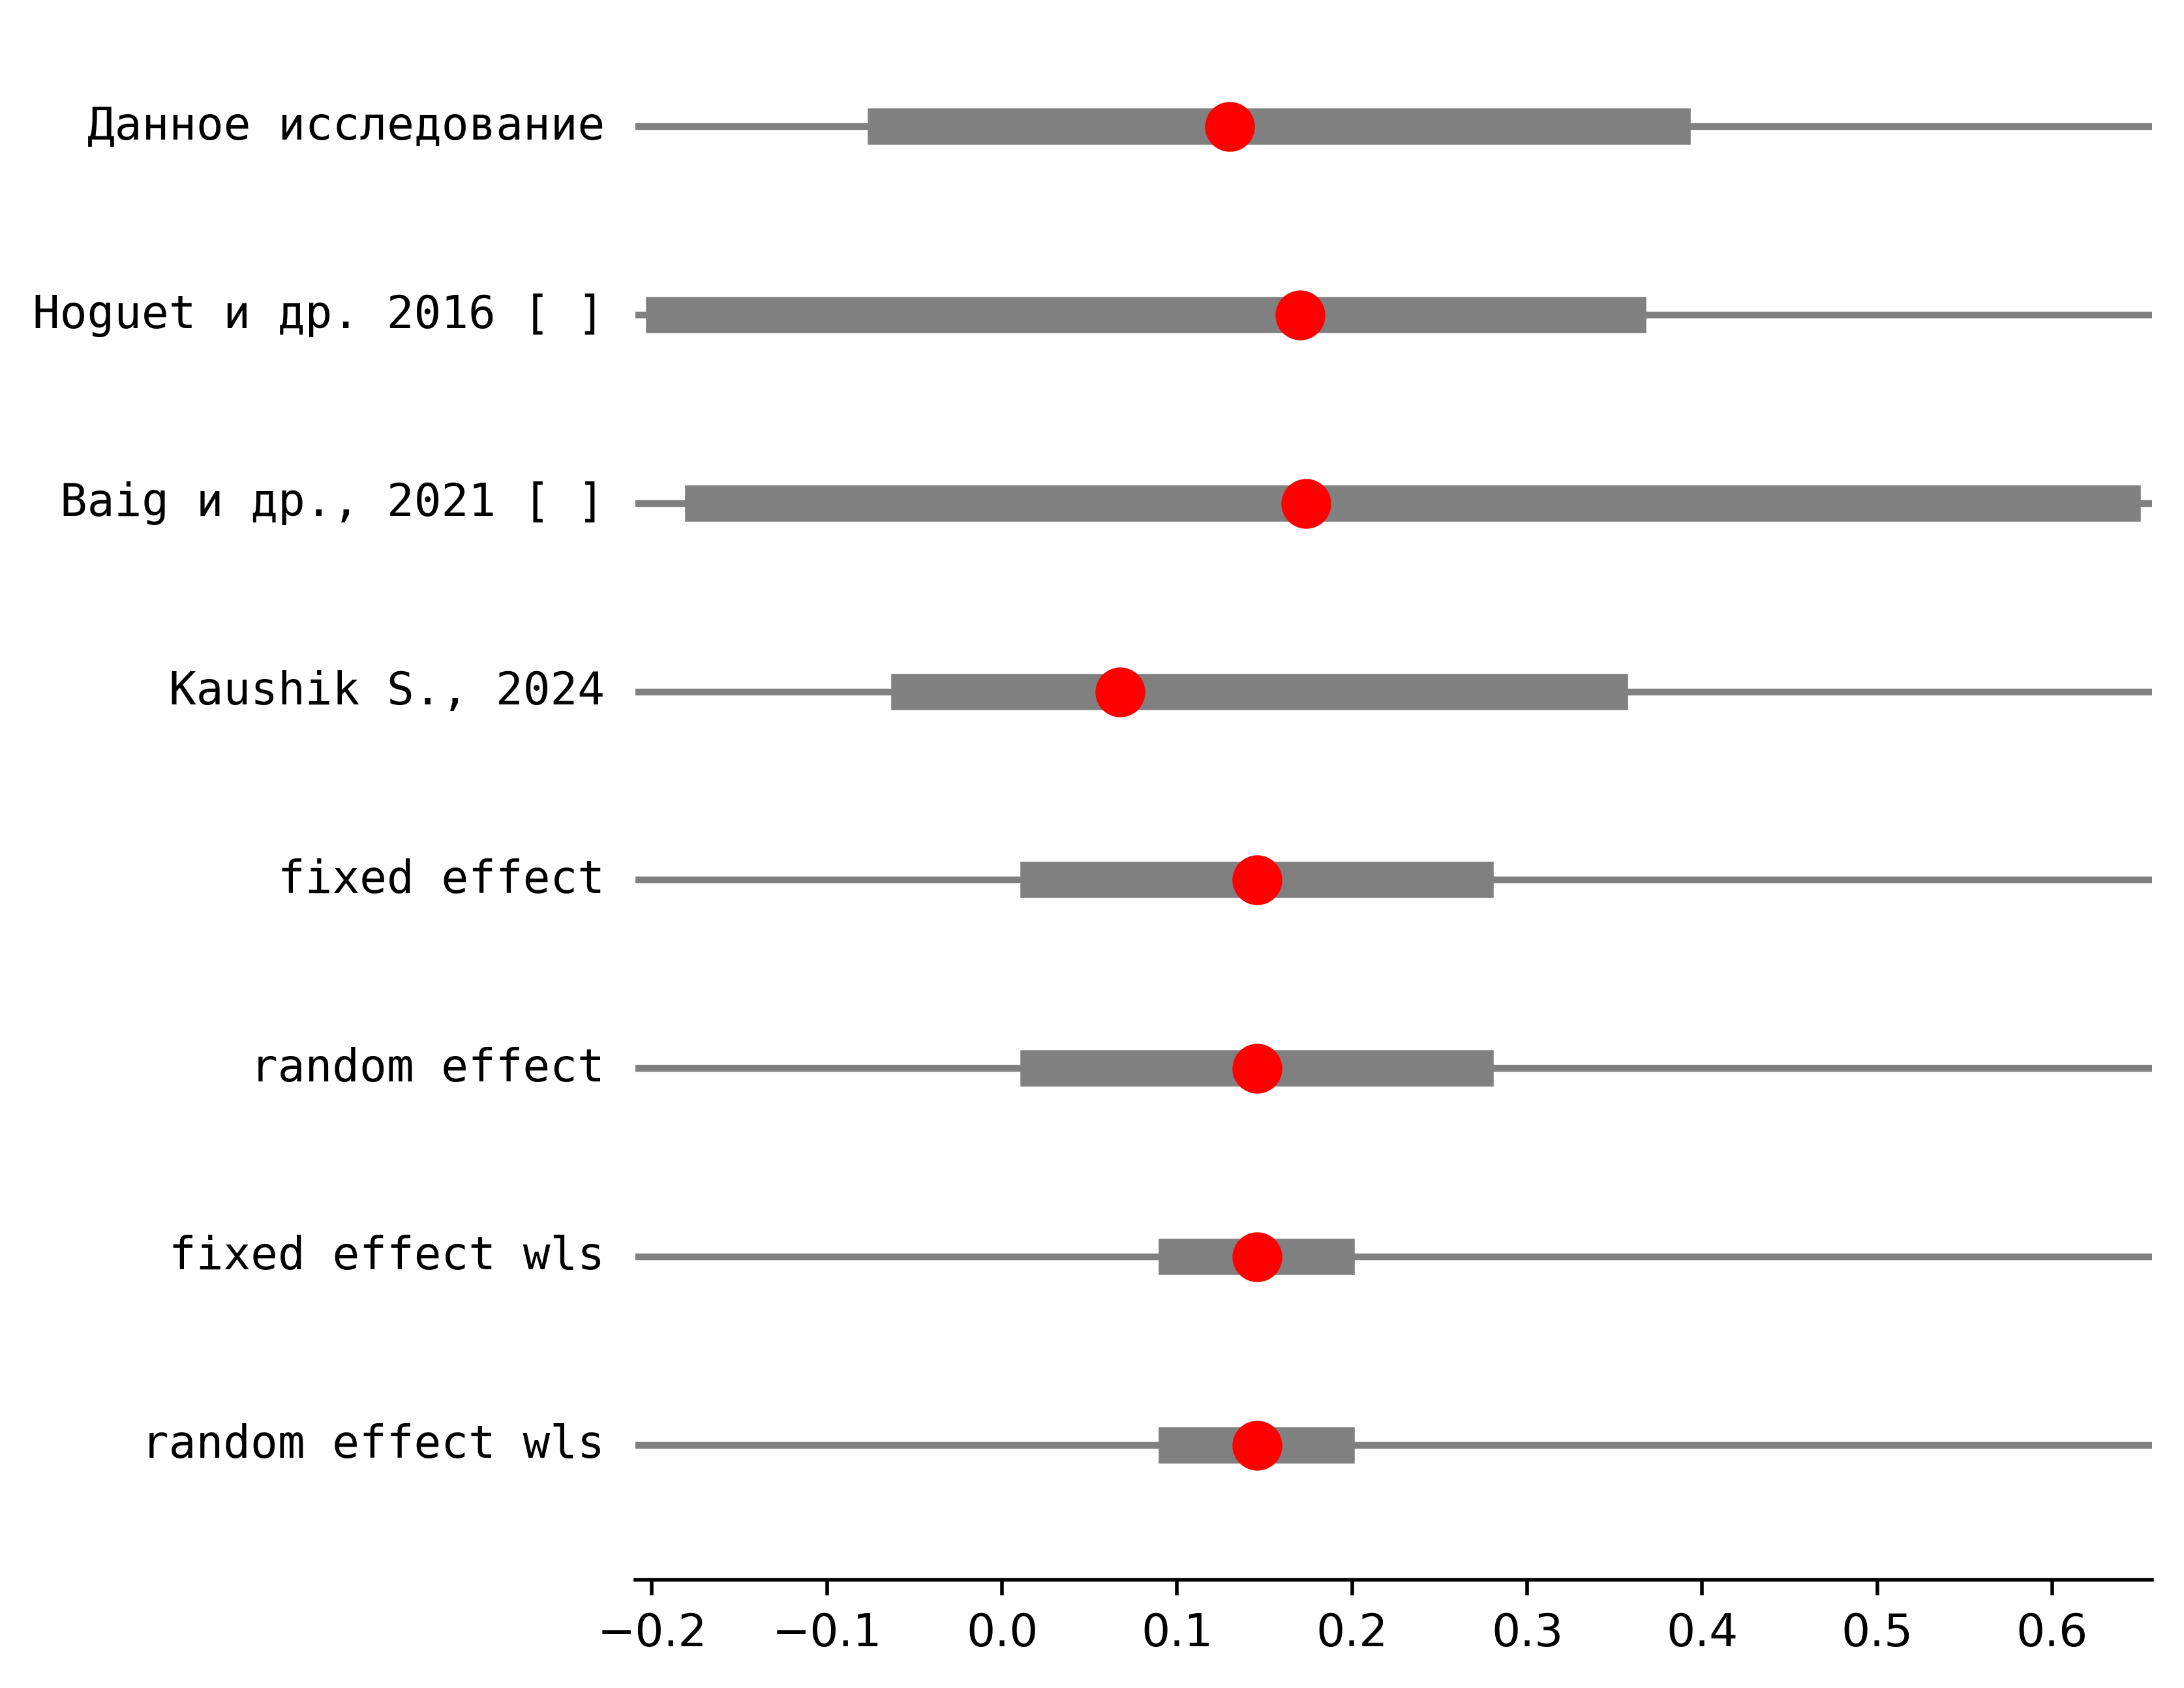 Данное исследование
Hoguet и др. 2016 [ ]
Baig и др., 2021 [ ]
Kaushik S., 2024
fixed effect
random effect
fixed effect wls
random effect wls
−0.2 −0.1 0.0 0.1 0.2 0.3 0.4 0.5 0.6